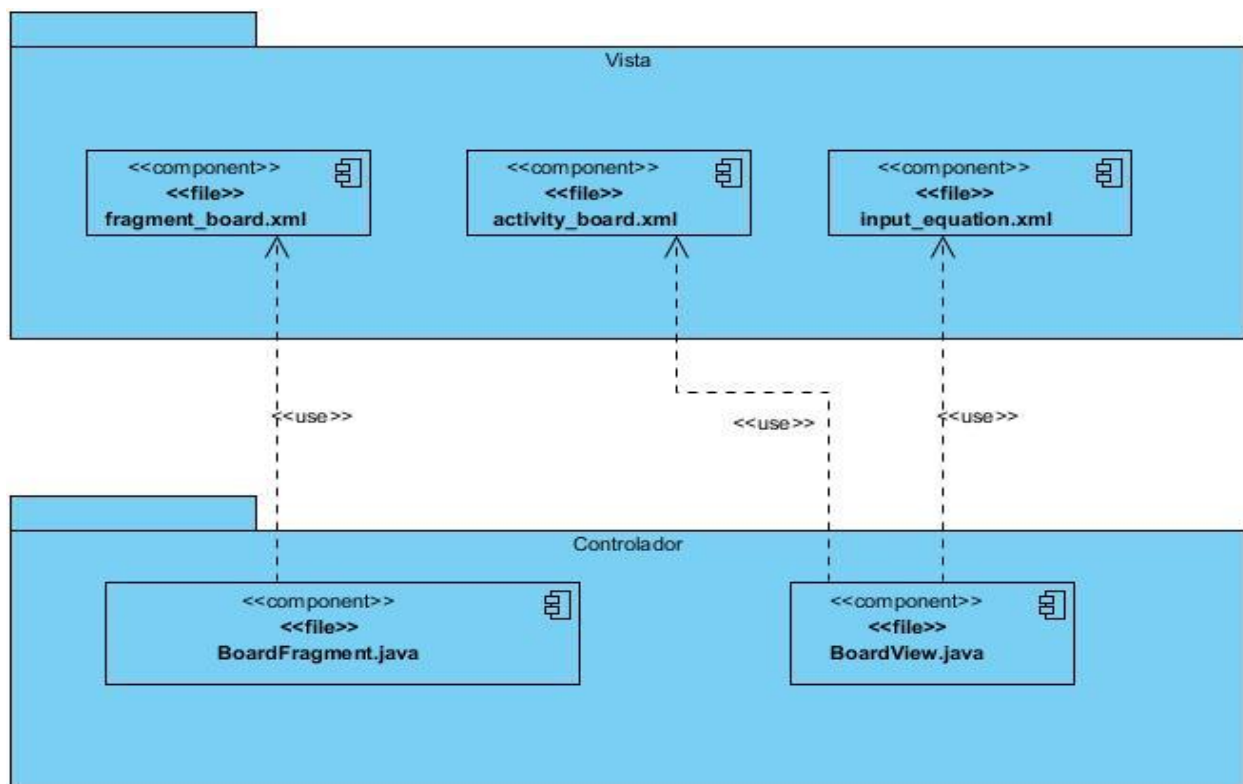 Vista
<<component>>
<<file>>
fragment_board.xml
<<component>>
<<file>>
activity_board.xml
<<component>>
<<file>>
input_equation.xml
<<use>>
<<use>>
<<use>>
Controlador
<<component>>
<<file>>
BoardFragment.java
<<component>>
<<file>>
BoardView.java